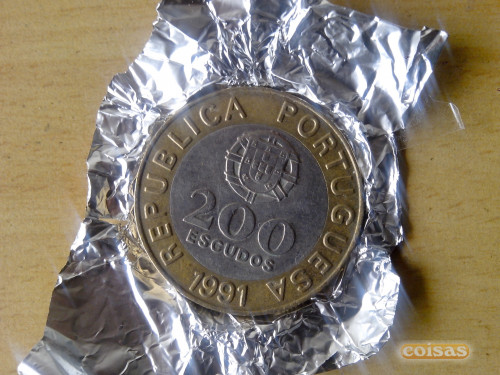 REPUBLICA PORTUGUESA
200
ESCUDOS
1991
coisas